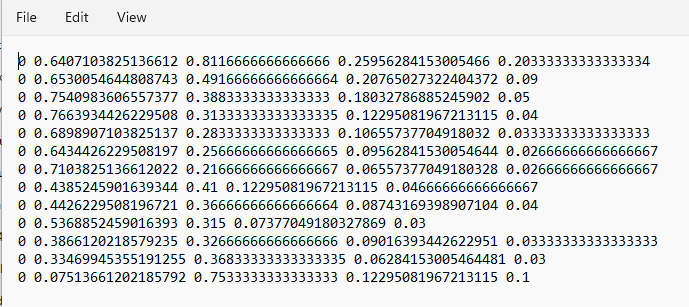 File Edit View
0 0.6407103825136612 0.8116666666666666 0.25956284153005466 0.20333333333333334
0 0.6530054644808743 0.49166666666666664 0.20765027322404372 0.09
0 0.7540983606557377 0.3883333333333333 0.18032786885245902 0.05
0 0.7663934426229508 0.31333333333333335 0.12295081967213115 0.04
0 0.6898907103825137 0.2833333333333333 0.10655737704918032 0.03333333333333333
0 0.6434426229508197 0.25666666666666665 0.09562841530054644 0.02666666666666667
0 0.7103825136612022 0.21666666666666667 0.06557377049180328 0.02666666666666667
0 0.4385245901639344 0.41 0.12295081967213115 0.04666666666666667
0 0.4426229508196721 0.36666666666666664 0.08743169398907104 0.04
0 0.5368852459016393 0.315 0.07377049180327869 0.03
0 0.3866120218579235 0.32666666666666666 0.09016393442622951 0.03333333333333333
0 0.33469945355191255 0.36833333333333335 0.06284153005464481 0.03
0 0.07513661202185792 0.7533333333333333 0.12295081967213115 0.1